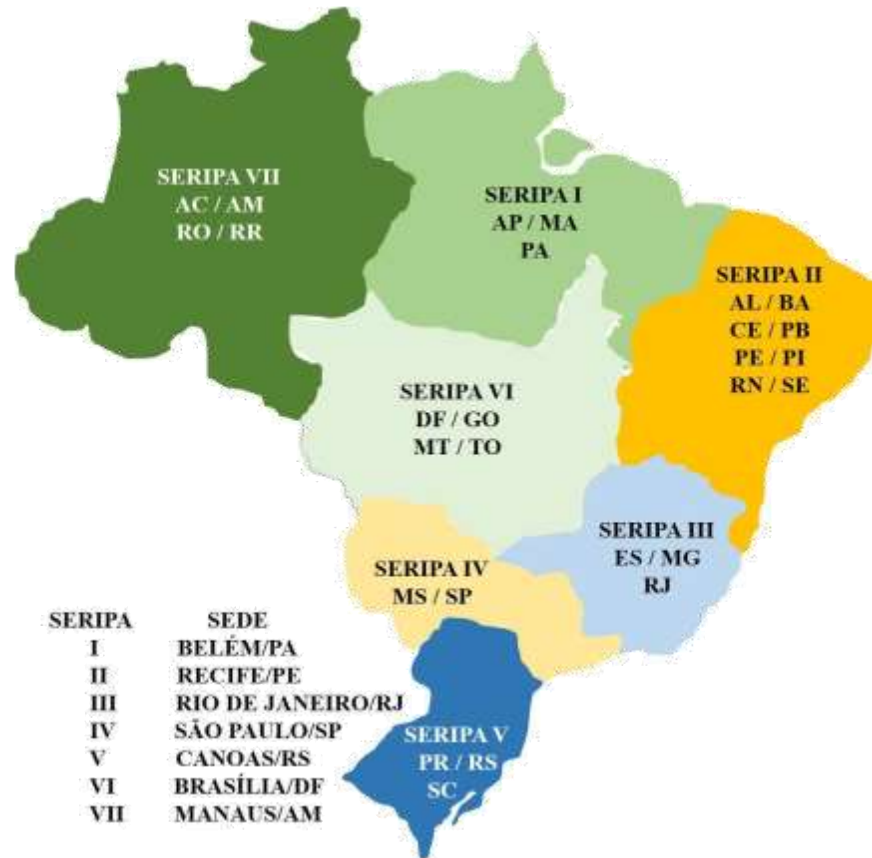 SERIPA VII
AC / AM
RO / RR
SERIPA I
AP / MA
PA
SERIPA II
AL / BA
CE / PB
PE / PI
RN / SE
SERIPA VI
DF / GO
MT / TO
SERIPA III
ES / MG
RJ
SERIPA IV
MS / SP
SERIPA V
PR / RS
SC
SERIPA SEDE
I BELÉM/PA
II RECIFE/PE
III RIO DE JANEIRO/RJ
IV SÃO PAULO/SP
V CANOAS/RS
VI BRASÍLIA/DF
VII MANAUS/AM